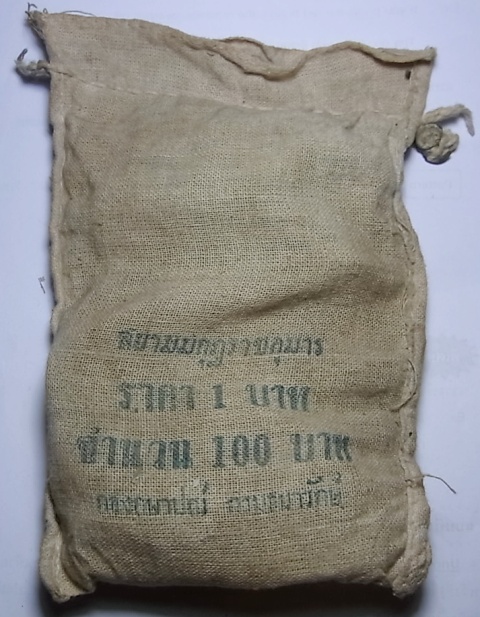 สยามมกุฎราชกุมาร
ราคา 1 บาท
จำนวน 100 บาท
กองกษาปณ์ กรมธนารักษ์